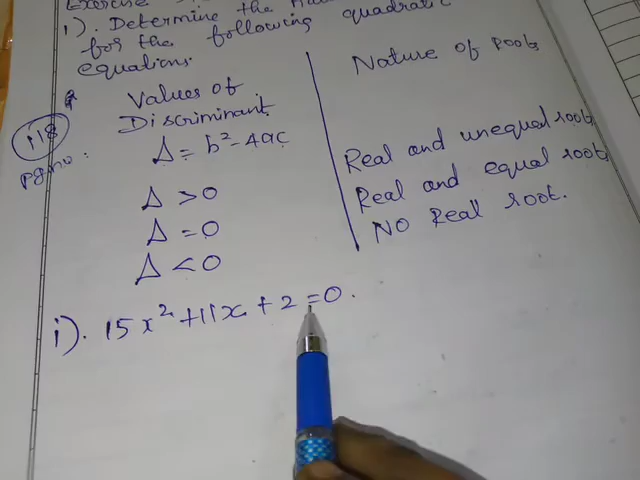 Exercise
1). Determine the
for the following quadratic
equations.
Values of Discriminant Nature of roots
Δ = b² - 4ac
118
pg.no:
Δ > 0 Real and unequal roots
Δ = 0 Real and equal roots
Δ < 0 NO Real root.
i). 15x² + 11x + 2 = 0.